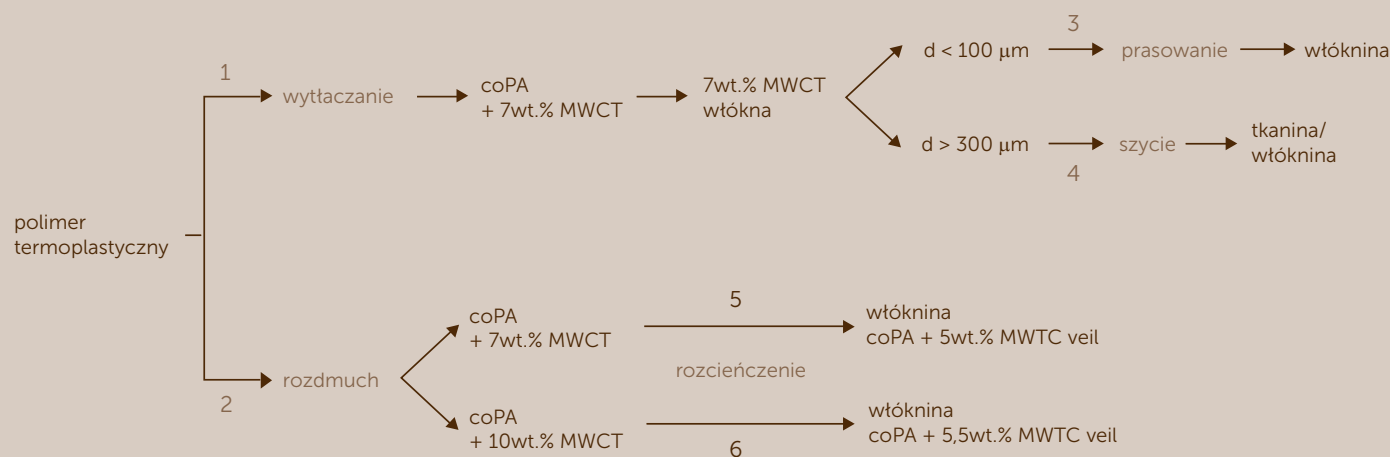 polimer
termoplastyczny
1
wytłaczanie
coPA
+ 7wt.% MWCT
7wt.% MWCT
włókna
d < 100 μm
3
prasowanie
włóknina
d > 300 μm
4
szycie
tkanina/
włóknina
2
rozdmuch
coPA
+ 7wt.% MWCT
5
włóknina
coPA + 5wt.% MWTC veil
rozcieńczenie
coPA
+ 10wt.% MWCT
6
włóknina
coPA + 5,5wt.% MWTC veil